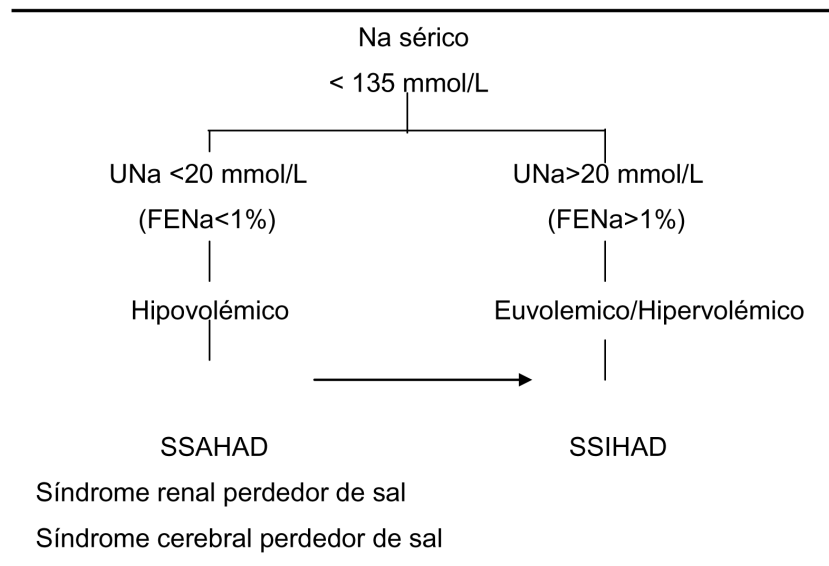 Na sérico
< 135 mmol/L
UNa <20 mmol/L
UNa>20 mmol/L
(FENa<1%)
(FENa>1%)
Hipovolémico
Euvolemico/Hipervolémico
SSAHAD
SSIHAD
Síndrome renal perdedor de sal
Síndrome cerebral perdedor de sal